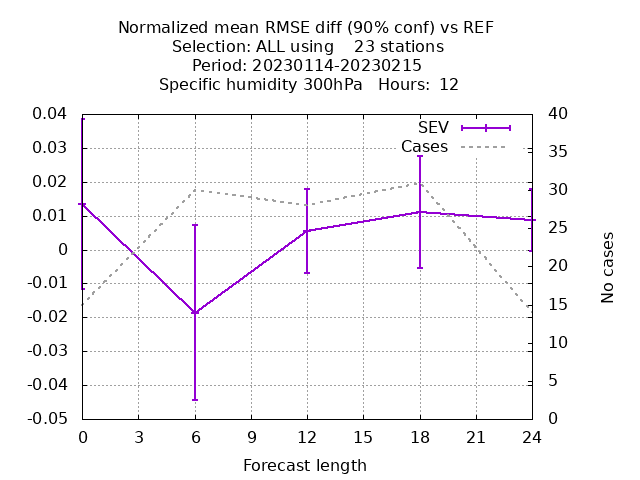 Normalized mean RMSE diff (90% conf) vs REF
Selection: ALL using    23 stations
Period: 20230114-20230215
Specific humidity 300hPa   Hours:  12
SEV
Cases
0.04
0.03
0.02
0.01
0
-0.01
-0.02
-0.03
-0.04
-0.05
40
35
30
25
20
15
10
5
0
No cases
0 3 6 9 12 15 18 21 24
Forecast length